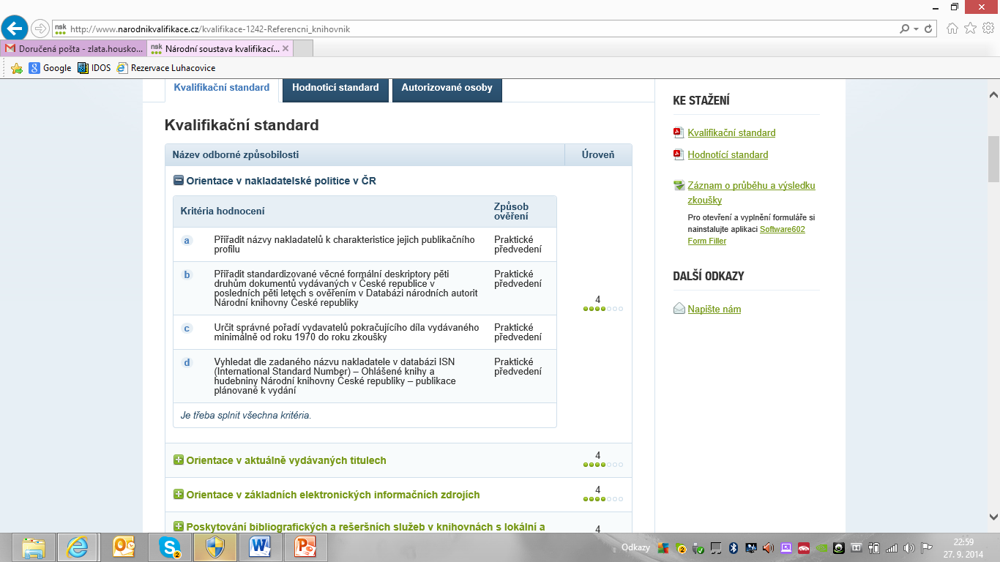 http://www.narodnikvalifikace.cz/kvalifikace-1242-Referencni_knihovnik
Doručená pošta - zlata.housko...
nsk Národní soustava kvalifikací...
Google IDOS Rezervace Luhacovice
Kvalifikační standard Hodnoticí standard Autorizované osoby
Kvalifikační standard
Název odborné způsobilosti Úroveň
Orientace v nakladatelské politice v ČR
Kritéria hodnocení Způsob
ověření
a Přiřadit názvy nakladatelů k charakteristice jejich publikačního
profilu
Praktické
předvedení
b Přiřadit standardizované věcné formální deskriptory pěti
druhům dokumentů vydávaných v České republice v
posledních pěti letech s ověřením v Databázi národních autorit
Národní knihovny České republiky
Praktické
předvedení
c Určit správné pořadí vydavatelů pokračujícího díla vydávaného
minimálně od roku 1970 do roku zkoušky
Praktické
předvedení
d Vyhledat dle zadaného názvu nakladatele v databázi ISN
(International Standard Number) – Ohlášené knihy a
hudebniny Národní knihovny České republiky – publikace
plánované k vydání
Praktické
předvedení
Je třeba splnit všechna kritéria.
4
Orientace v aktuálně vydávaných titulech 4
Orientace v základních elektronických informačních zdrojích 4
Poskytování bibliografických a rešeršních služeb v knihovnách s lokální a 4
KE STAŽENÍ
Kvalifikační standard
Hodnotící standard
Záznam o průběhu a výsledku
zkoušky
Pro otevření a vyplnění formuláře si
nainstalujte aplikaci Software602
Form Filler
DALŠÍ ODKAZY
Napište nám
Odkazy
22:59
27. 9. 2014